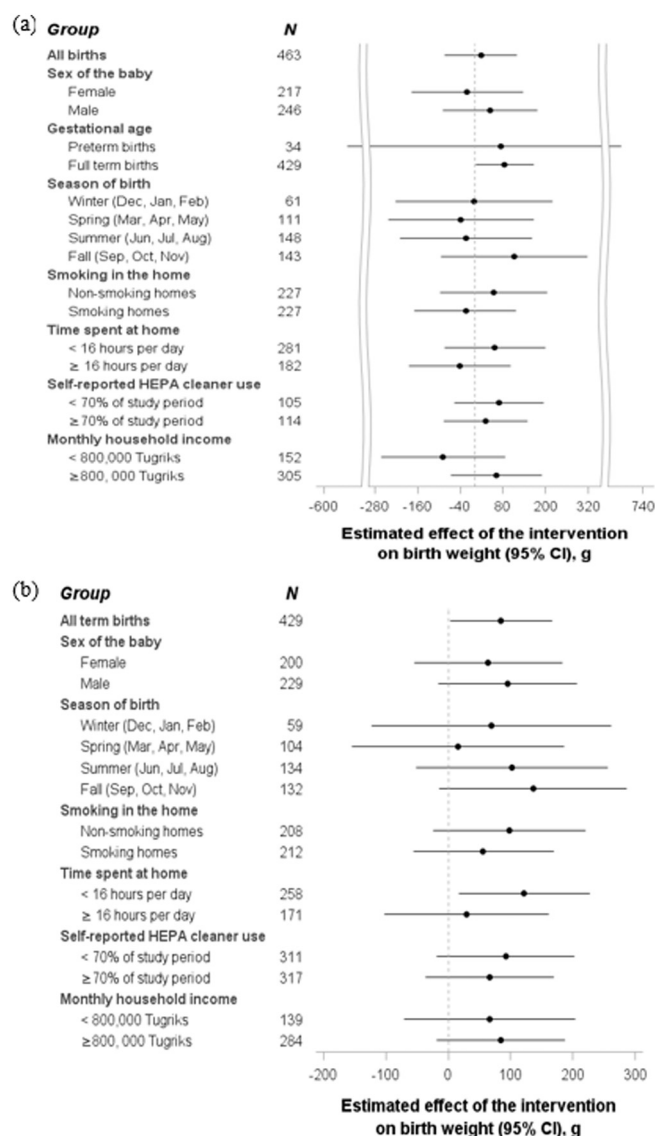 (a) Group N
All births 463
Sex of the baby
Female 217
Male 246
Gestational age
Preterm births 34
Full term births 429
Season of birth
Winter (Dec, Jan, Feb) 61
Spring (Mar, Apr, May) 111
Summer (Jun, Jul, Aug) 148
Fall (Sep, Oct, Nov) 143
Smoking in the home
Non-smoking homes 227
Smoking homes 227
Time spent at home
< 16 hours per day 281
≥ 16 hours per day 182
Self-reported HEPA cleaner use
< 70% of study period 105
≥70% of study period 114
Monthly household income
< 800,000 Tugriks 152
≥800, 000 Tugriks 305
-600 -280 -160 -40 80 200 320 740
Estimated effect of the intervention
on birth weight (95% CI), g
(b) Group N
All term births 429
Sex of the baby
Female 200
Male 229
Season of birth
Winter (Dec, Jan, Feb) 59
Spring (Mar, Apr, May) 104
Summer (Jun, Jul, Aug) 134
Fall (Sep, Oct, Nov) 132
Smoking in the home
Non-smoking homes 208
Smoking homes 212
Time spent at home
< 16 hours per day 258
≥ 16 hours per day 171
Self-reported HEPA cleaner use
< 70% of study period 311
≥70% of study period 317
Monthly household income
< 800,000 Tugriks 139
≥800, 000 Tugriks 284
-200 -100 0 100 200 300
Estimated effect of the intervention
on birth weight (95% CI), g